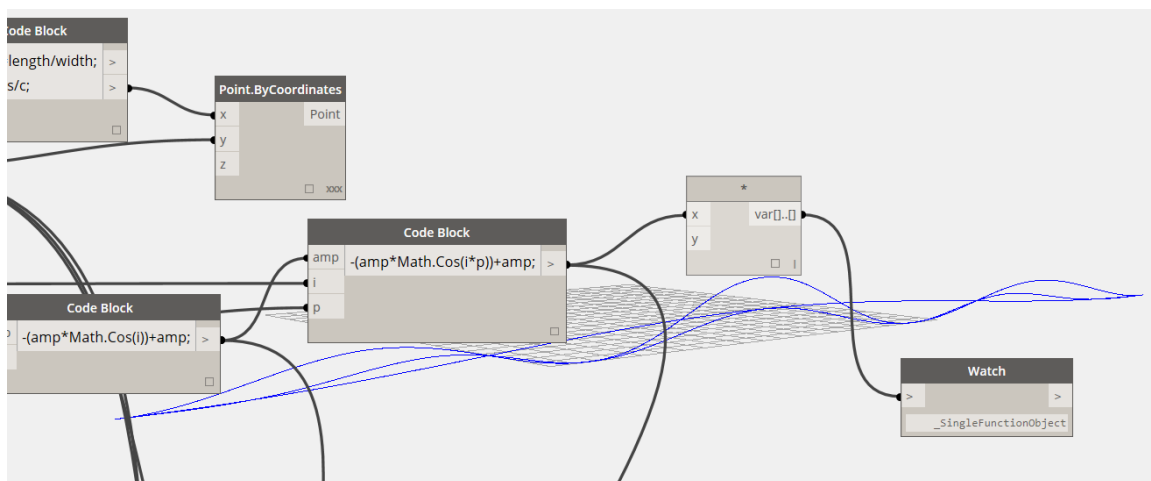 Code Block
length/width; >
s/c; >
Point.ByCoordinates
x Point
y
z
xxx
Code Block
amp -(amp*Math.Cos(i*p))+amp; >
i
p
*
x var[]..[]
y
Code Block
-(amp*Math.Cos(i))+amp; >
Watch
> >
_SingleFunctionObject